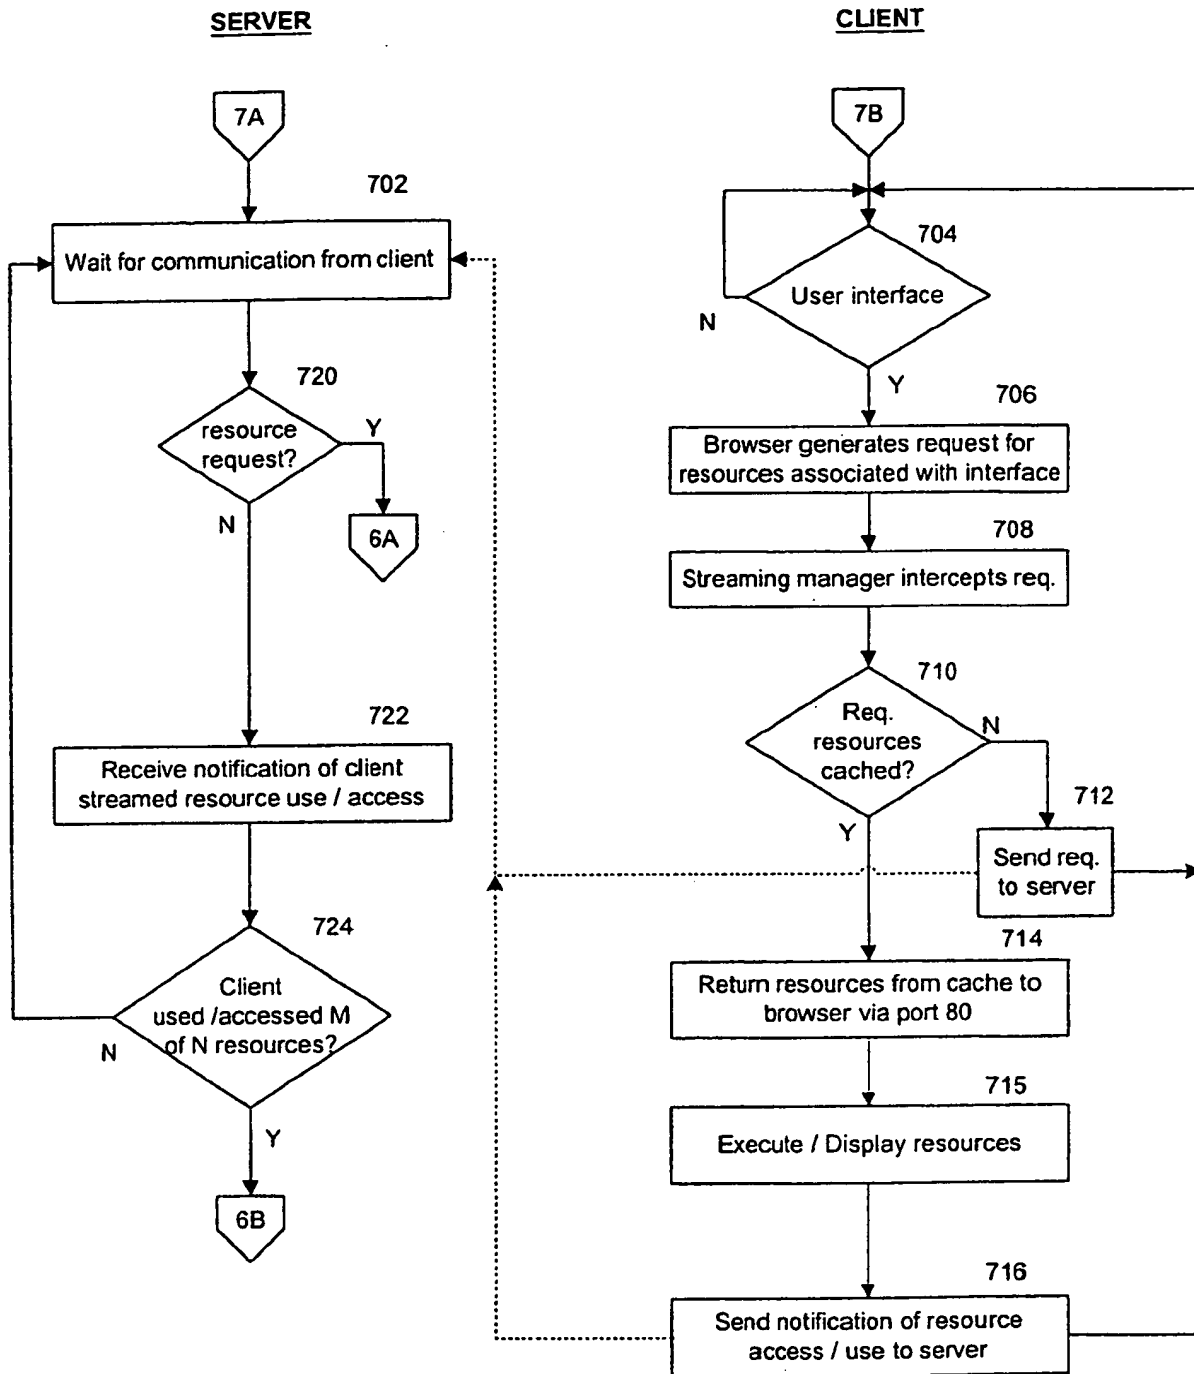 SERVER
7A
702
Wait for communication from client
720
resource
request?
Y
N
6A
722
Receive notification of client
streamed resource use / access
724
Client
used /accessed M
of N resources?
N
Y
6B
CLIENT
7B
704
User interface
N
Y
706
Browser generates request for
resources associated with interface
708
Streaming manager intercepts req.
710
Req.
resources
cached?
N
Y
712
Send req.
to server
714
Return resources from cache to
browser via port 80
715
Execute / Display resources
716
Send notification of resource
access / use to server